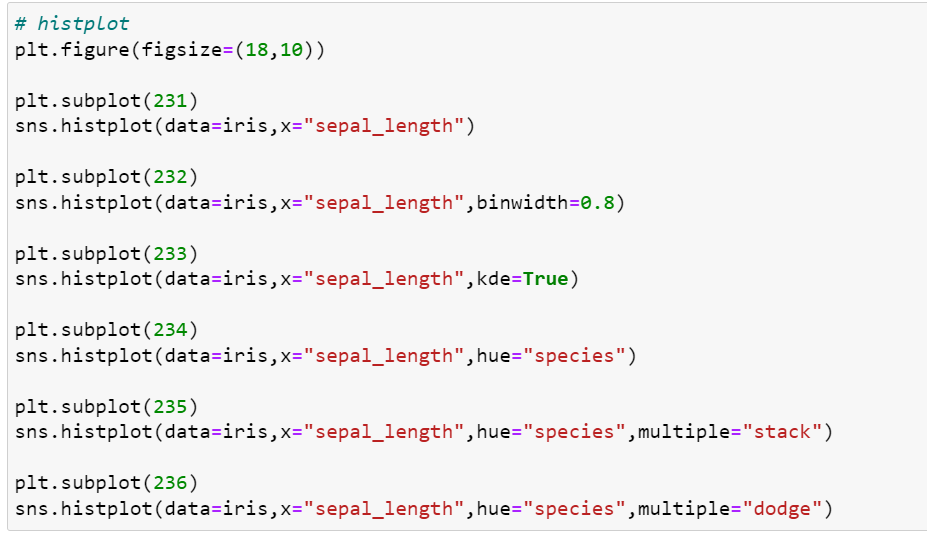 # histplot
plt.figure(figsize=(18,10))
plt.subplot(231)
sns.histplot(data=iris,x="sepal_length")
plt.subplot(232)
sns.histplot(data=iris,x="sepal_length",binwidth=0.8)
plt.subplot(233)
sns.histplot(data=iris,x="sepal_length",kde=True)
plt.subplot(234)
sns.histplot(data=iris,x="sepal_length",hue="species")
plt.subplot(235)
sns.histplot(data=iris,x="sepal_length",hue="species",multiple="stack")
plt.subplot(236)
sns.histplot(data=iris,x="sepal_length",hue="species",multiple="dodge")